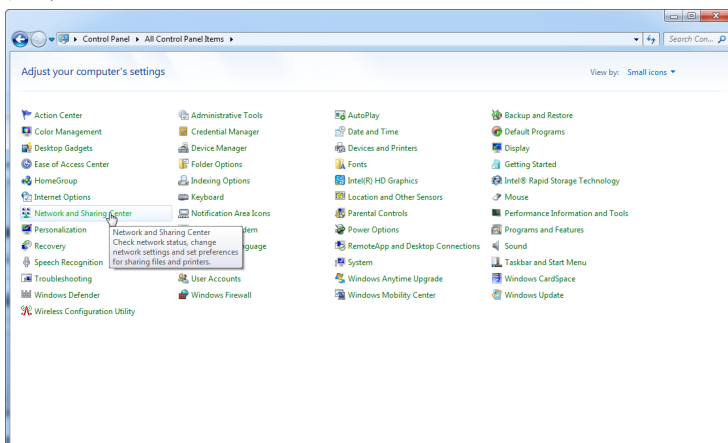 Control Panel ▸ All Control Panel Items ▸
Search Con...
Adjust your computer's settings
View by: Small icons
Action Center
Administrative Tools
AutoPlay
Backup and Restore
Color Management
Credential Manager
Date and Time
Default Programs
Desktop Gadgets
Device Manager
Devices and Printers
Display
Ease of Access Center
Folder Options
Fonts
Getting Started
HomeGroup
Indexing Options
Intel(R) HD Graphics
Intel® Rapid Storage Technology
Internet Options
Keyboard
Location and Other Sensors
Mouse
Network and Sharing Center
Notification Area Icons
Parental Controls
Performance Information and Tools
Personalization
Power Options
Programs and Features
Recovery
RemoteApp and Desktop Connections
Sound
Speech Recognition
System
Taskbar and Start Menu
Network and Sharing Center
Check network status, change
network settings and set preferences
for sharing files and printers.
Troubleshooting
User Accounts
Windows Anytime Upgrade
Windows CardSpace
Windows Defender
Windows Firewall
Windows Mobility Center
Windows Update
Wireless Configuration Utility